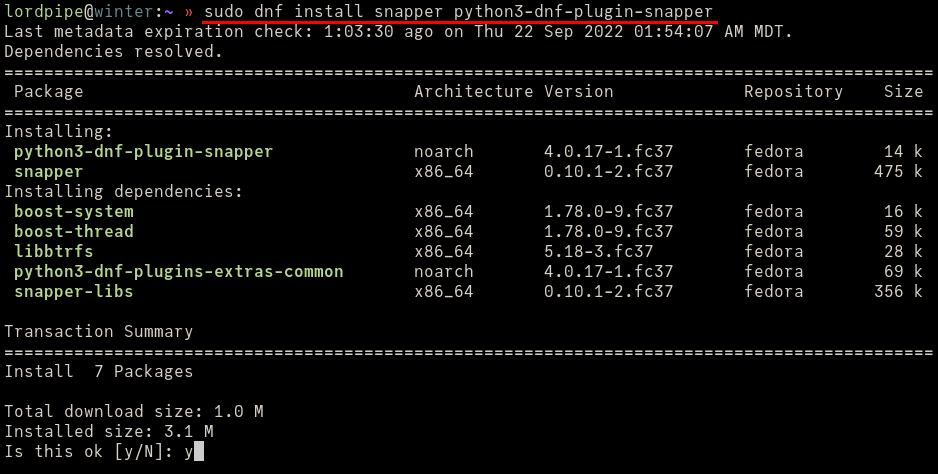 lordpipe@winter:~ » sudo dnf install snapper python3-dnf-plugin-snapper
Last metadata expiration check: 1:03:30 ago on Thu 22 Sep 2022 01:54:07 AM MDT.
Dependencies resolved.
=============================================================================================
Package Architecture Version Repository Size
=============================================================================================
Installing:
python3-dnf-plugin-snapper noarch 4.0.17-1.fc37 fedora 14 k
snapper x86_64 0.10.1-2.fc37 fedora 475 k
Installing dependencies:
boost-system x86_64 1.78.0-9.fc37 fedora 16 k
boost-thread x86_64 1.78.0-9.fc37 fedora 59 k
libbtrfs x86_64 5.18-3.fc37 fedora 28 k
python3-dnf-plugins-extras-common noarch 4.0.17-1.fc37 fedora 69 k
snapper-libs x86_64 0.10.1-2.fc37 fedora 356 k
Transaction Summary
=============================================================================================
Install 7 Packages
Total download size: 1.0 M
Installed size: 3.1 M
Is this ok [y/N]: y